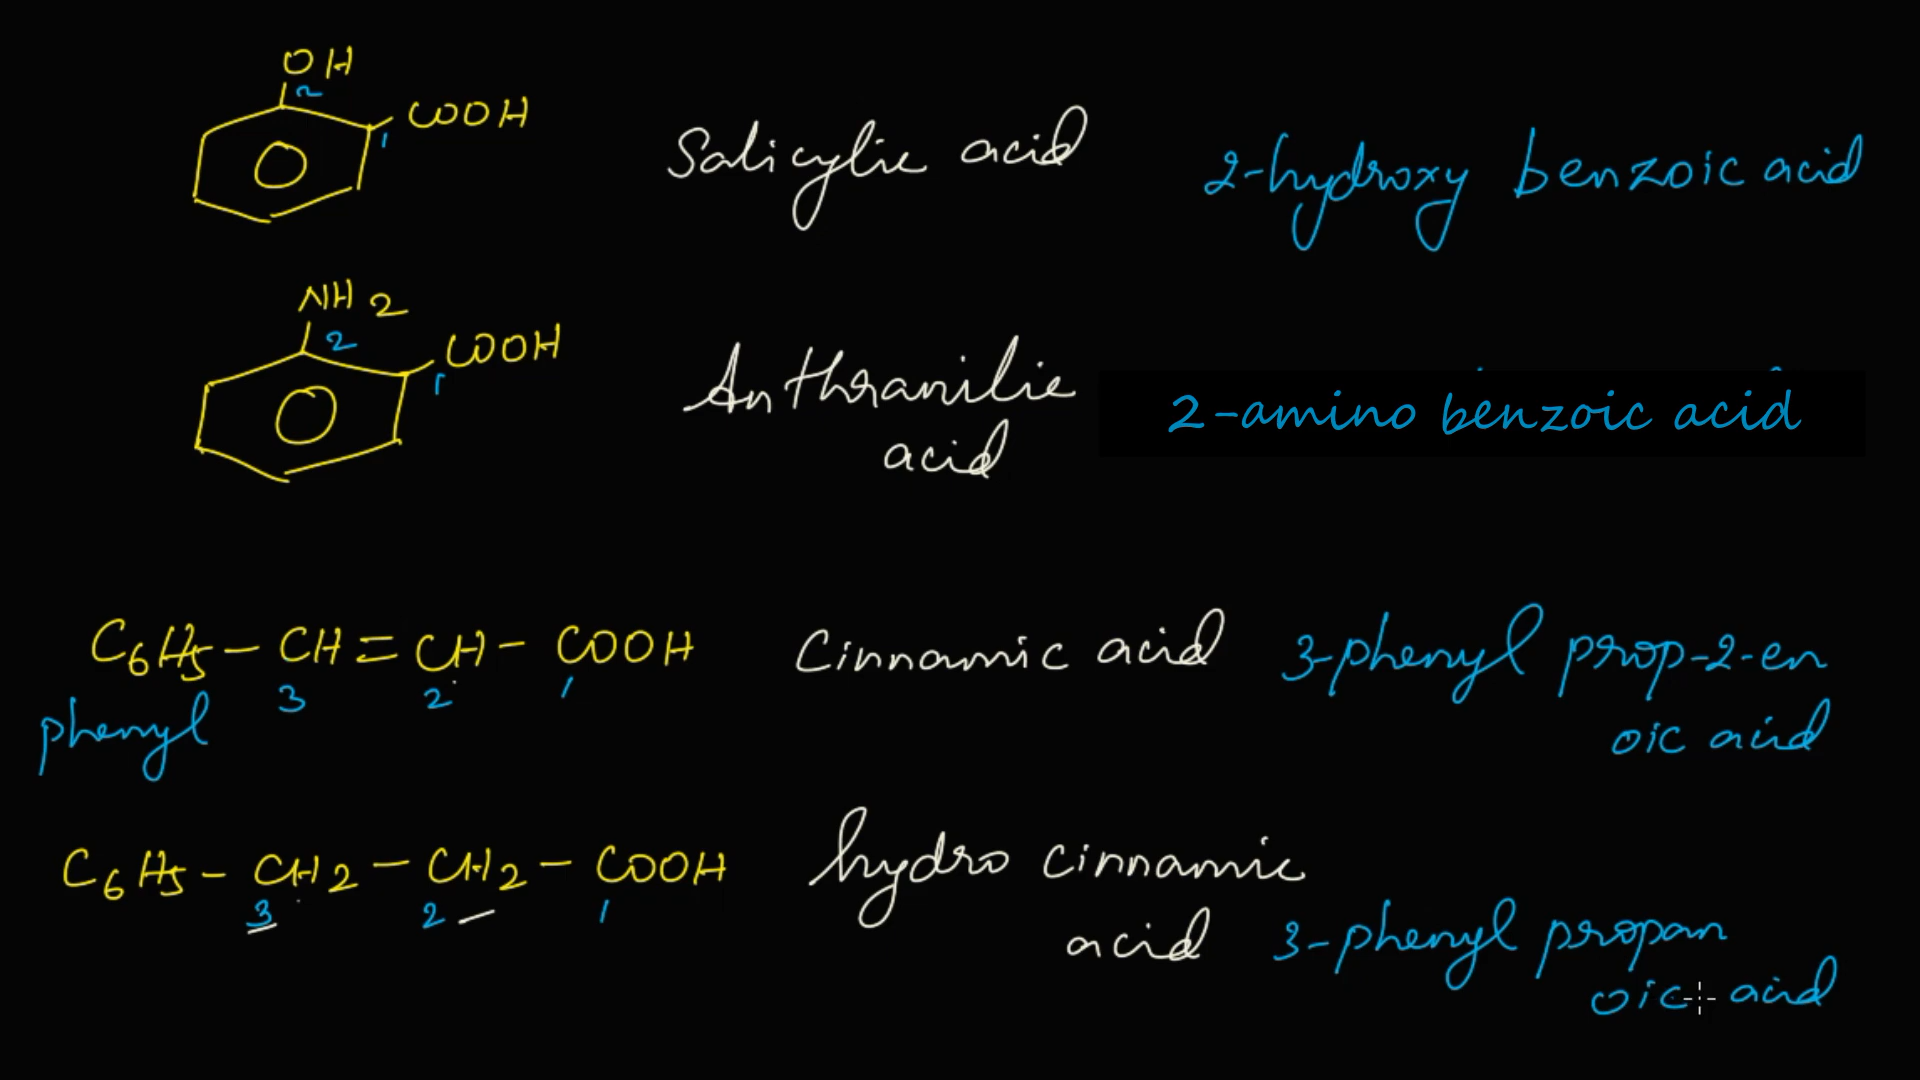 OH
2
COOH
1
Salicylic acid
2-hydroxy benzoic acid
NH2
2
COOH
1
Anthranilic
acid
2-amino benzoic acid
C6H5-CH=CH-COOH
phenyl 3 2 1
Cinnamic acid
3-phenyl prop-2-en
oic acid
C6H5-CH2-CH2-COOH
3 2 1
hydro cinnamic
acid
3-phenyl propan
oic acid